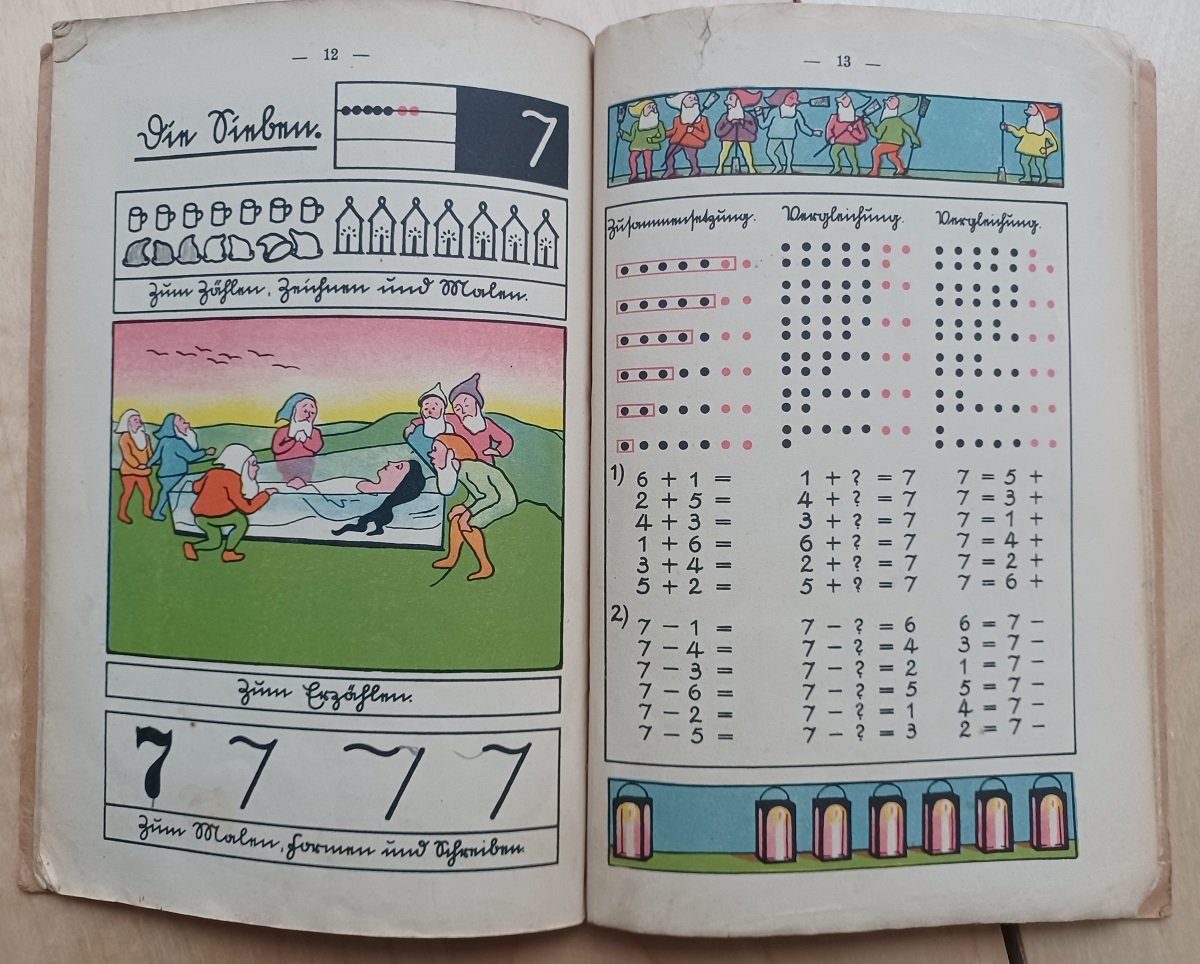 — 12 —
Die Sieben.
7
Zum Zählen, Zeichnen und Malen.
Zum Erzählen.
7 7 7 7
Zum Malen, Formen und Schreiben.
— 13 —
Zusammensetzung. Vergleichung. Vergleichung.
1) 6 + 1 = 1 + ? = 7 7 = 5 +
2 + 5 = 4 + ? = 7 7 = 3 +
4 + 3 = 3 + ? = 7 7 = 1 +
1 + 6 = 6 + ? = 7 7 = 4 +
3 + 4 = 2 + ? = 7 7 = 2 +
5 + 2 = 5 + ? = 7 7 = 6 +
2) 7 − 1 = 7 − ? = 6 6 = 7 −
7 − 4 = 7 − ? = 4 3 = 7 −
7 − 3 = 7 − ? = 2 1 = 7 −
7 − 6 = 7 − ? = 5 5 = 7 −
7 − 2 = 7 − ? = 1 4 = 7 −
7 − 5 = 7 − ? = 3 2 = 7 −